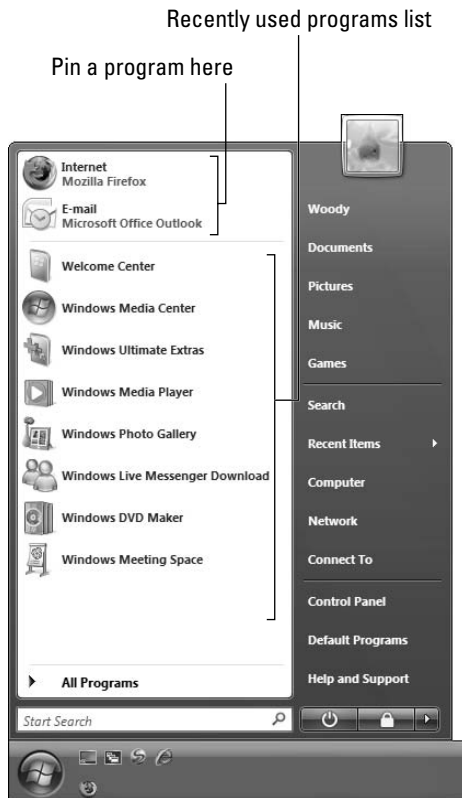 Recently used programs list
Pin a program here
Internet
Mozilla Firefox
E-mail
Microsoft Office Outlook
Welcome Center
Windows Media Center
Windows Ultimate Extras
Windows Media Player
Windows Photo Gallery
Windows Live Messenger Download
Windows DVD Maker
Windows Meeting Space
All Programs
Start Search
Woody
Documents
Pictures
Music
Games
Search
Recent Items
Computer
Network
Connect To
Control Panel
Default Programs
Help and Support